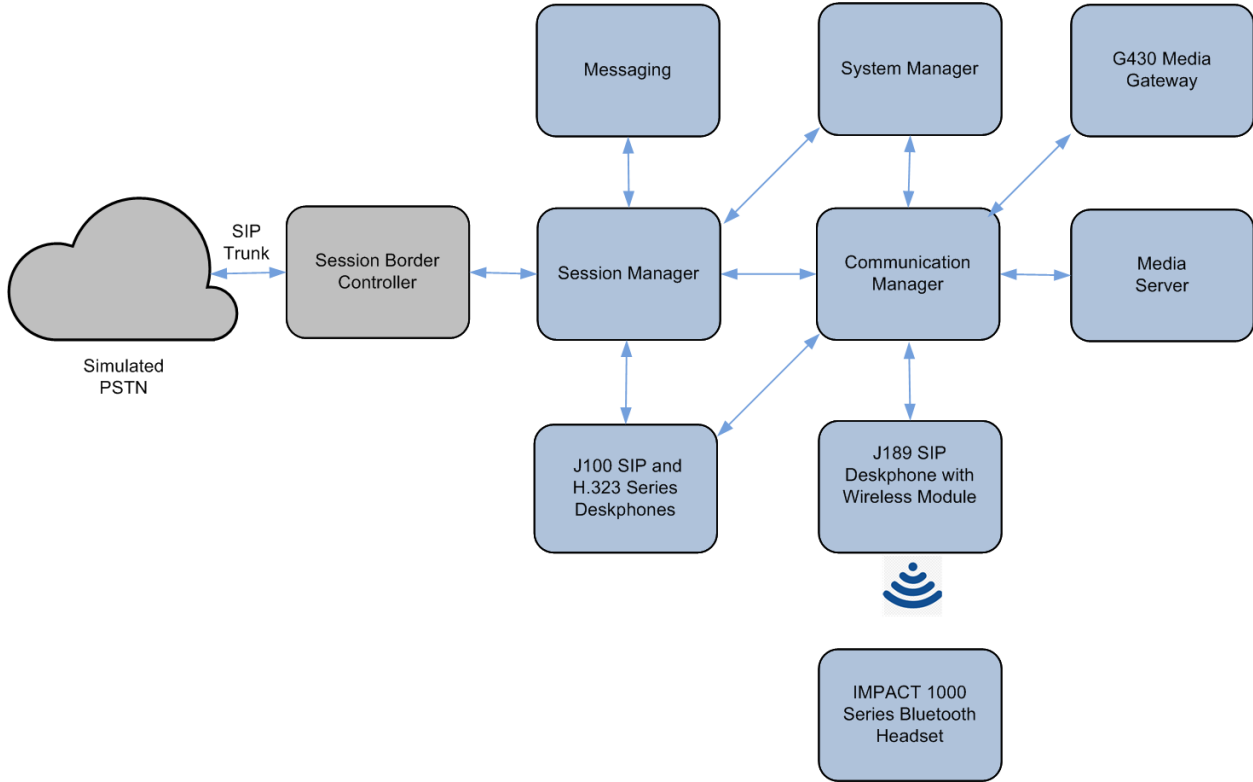 Messaging
System Manager
G430 Media
Gateway
SIP
Trunk
Session Border
Controller
Session Manager
Communication
Manager
Media
Server
Simulated
PSTN
J100 SIP and
H.323 Series
Deskphones
J189 SIP
Deskphone with
Wireless Module
IMPACT 1000
Series Bluetooth
Headset